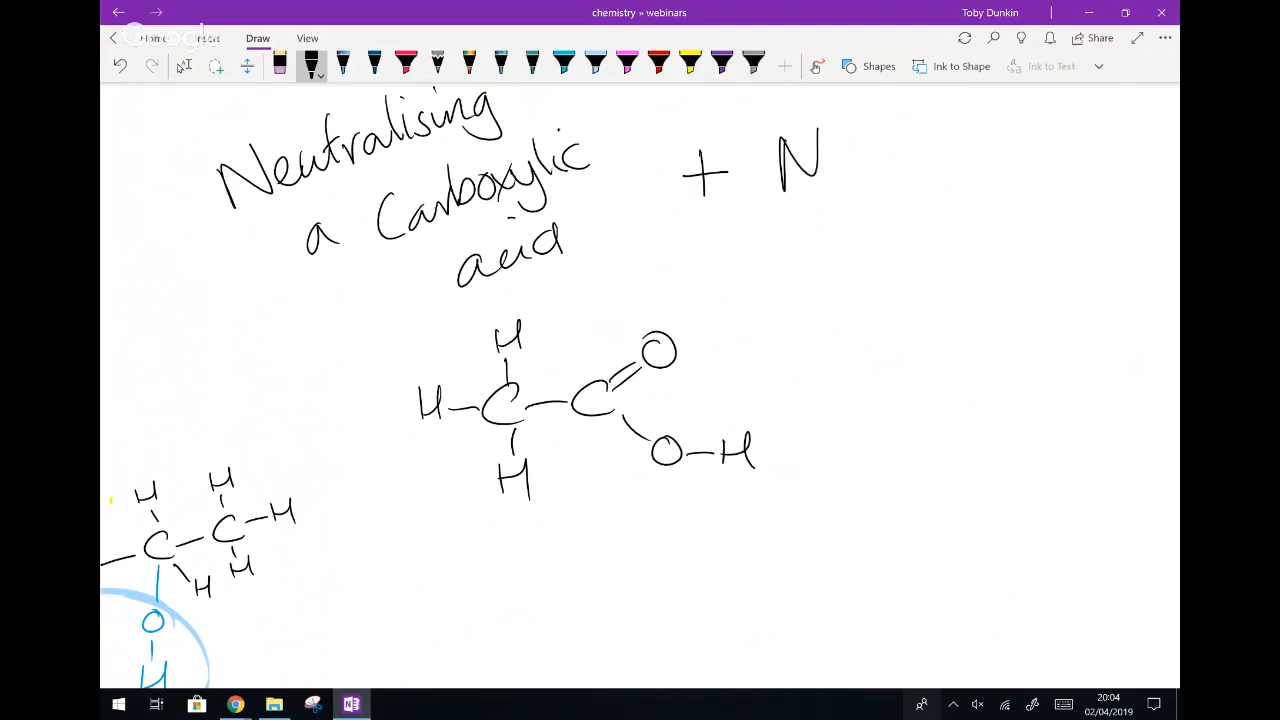 chemistry » webinars
Toby Dunkin
Google
Home Insert Draw View
Share
Shapes
Ink to Shape
Ink to Text
Neutralising
a Carboxylic
acid
+ N
H
O
H C C
O H
H
H H
C C H
H H
O
H
20:04
02/04/2019